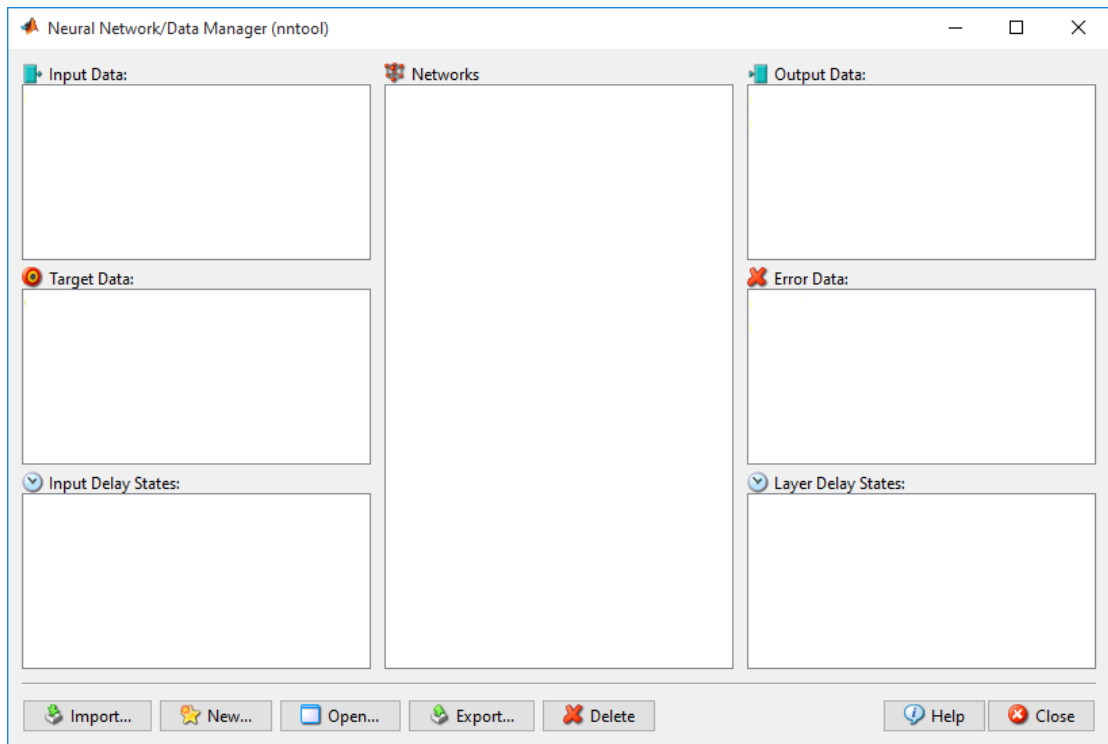 Neural Network/Data Manager (nntool)
Input Data:
Networks
Output Data:
Target Data:
Error Data:
Input Delay States:
Layer Delay States:
Import...
New...
Open...
Export...
Delete
Help
Close